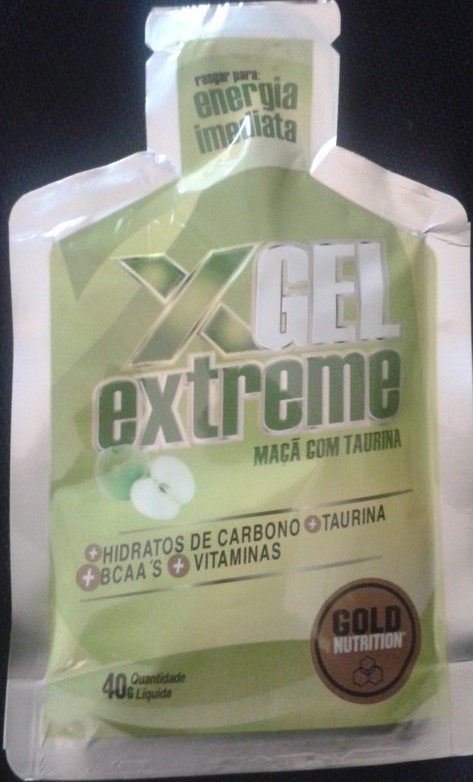 rasgar para:
energia
imediata
XGEL
extreme
MAÇÃ COM TAURINA
+HIDRATOS DE CARBONO +TAURINA
+BCAA´S + VITAMINAS
GOLD
NUTRITION®
40G Quantidade
Líquida